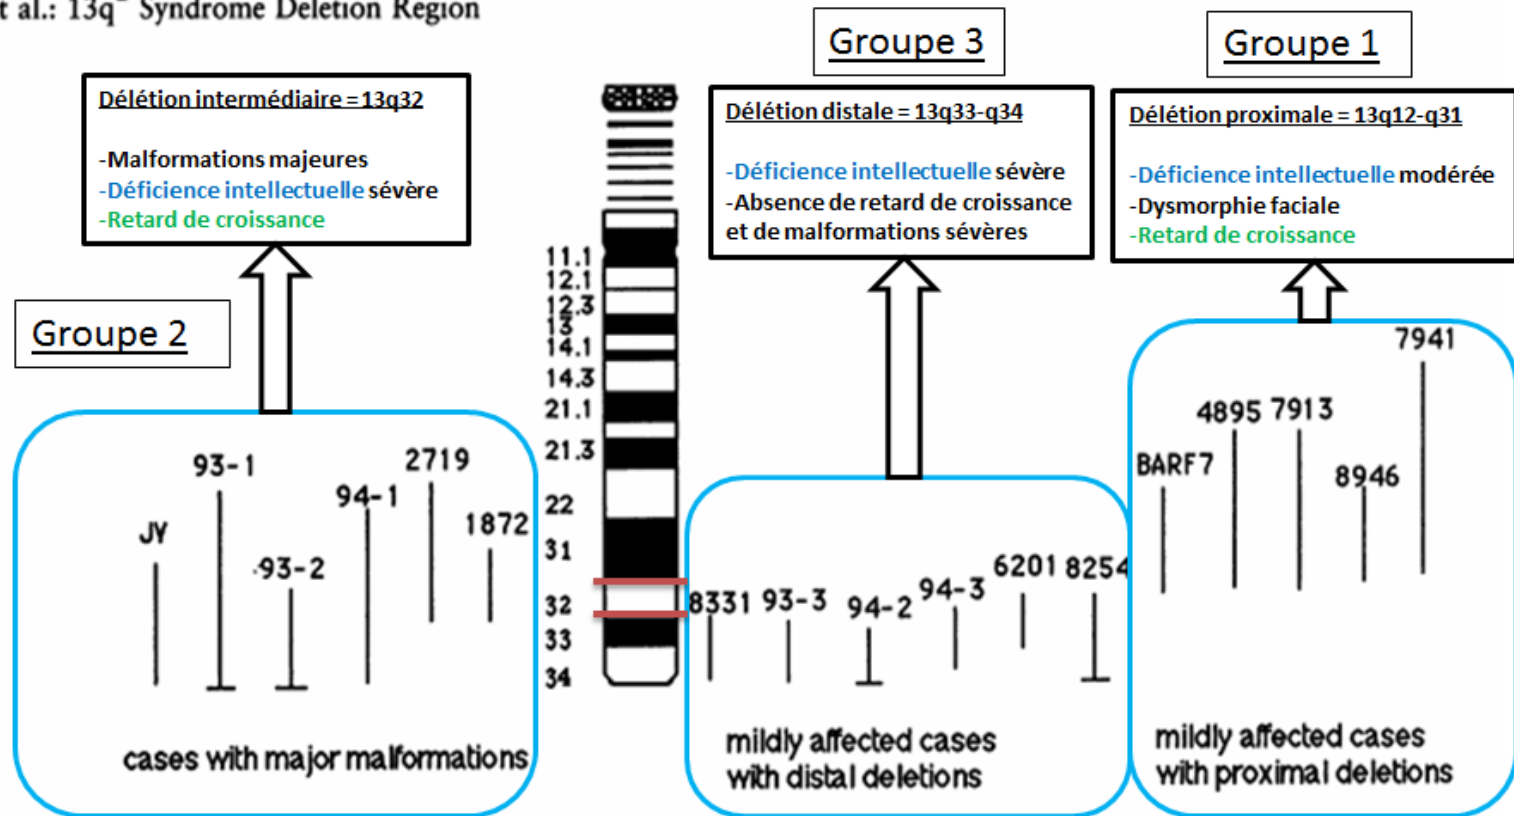 et al.: 13q⁻ Syndrome Deletion Region
Groupe 3
Groupe 1
Délétion intermédiaire = 13q32
-Malformations majeures
-Déficience intellectuelle sévère
-Retard de croissance
Délétion distale = 13q33-q34
-Déficience intellectuelle sévère
-Absence de retard de croissance
et de malformations sévères
Délétion proximale = 13q12-q31
-Déficience intellectuelle modérée
-Dysmorphie faciale
-Retard de croissance
Groupe 2
11.1
12.1
12.3
13
14.1
14.3
21.1
21.3
22
31
32
33
34
JY
93-1
93-2
94-1
2719
1872
cases with major malformations
8331
93-3
94-2
94-3
6201
8254
mildly affected cases
with distal deletions
BARF7
4895
7913
8946
7941
mildly affected cases
with proximal deletions